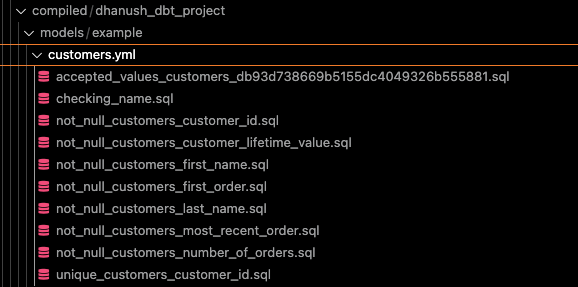 compiled / dhanush_dbt_project
models / example
customers.yml
accepted_values_customers_db93d738669b5155dc4049326b555881.sql
checking_name.sql
not_null_customers_customer_id.sql
not_null_customers_customer_lifetime_value.sql
not_null_customers_first_name.sql
not_null_customers_first_order.sql
not_null_customers_last_name.sql
not_null_customers_most_recent_order.sql
not_null_customers_number_of_orders.sql
unique_customers_customer_id.sql